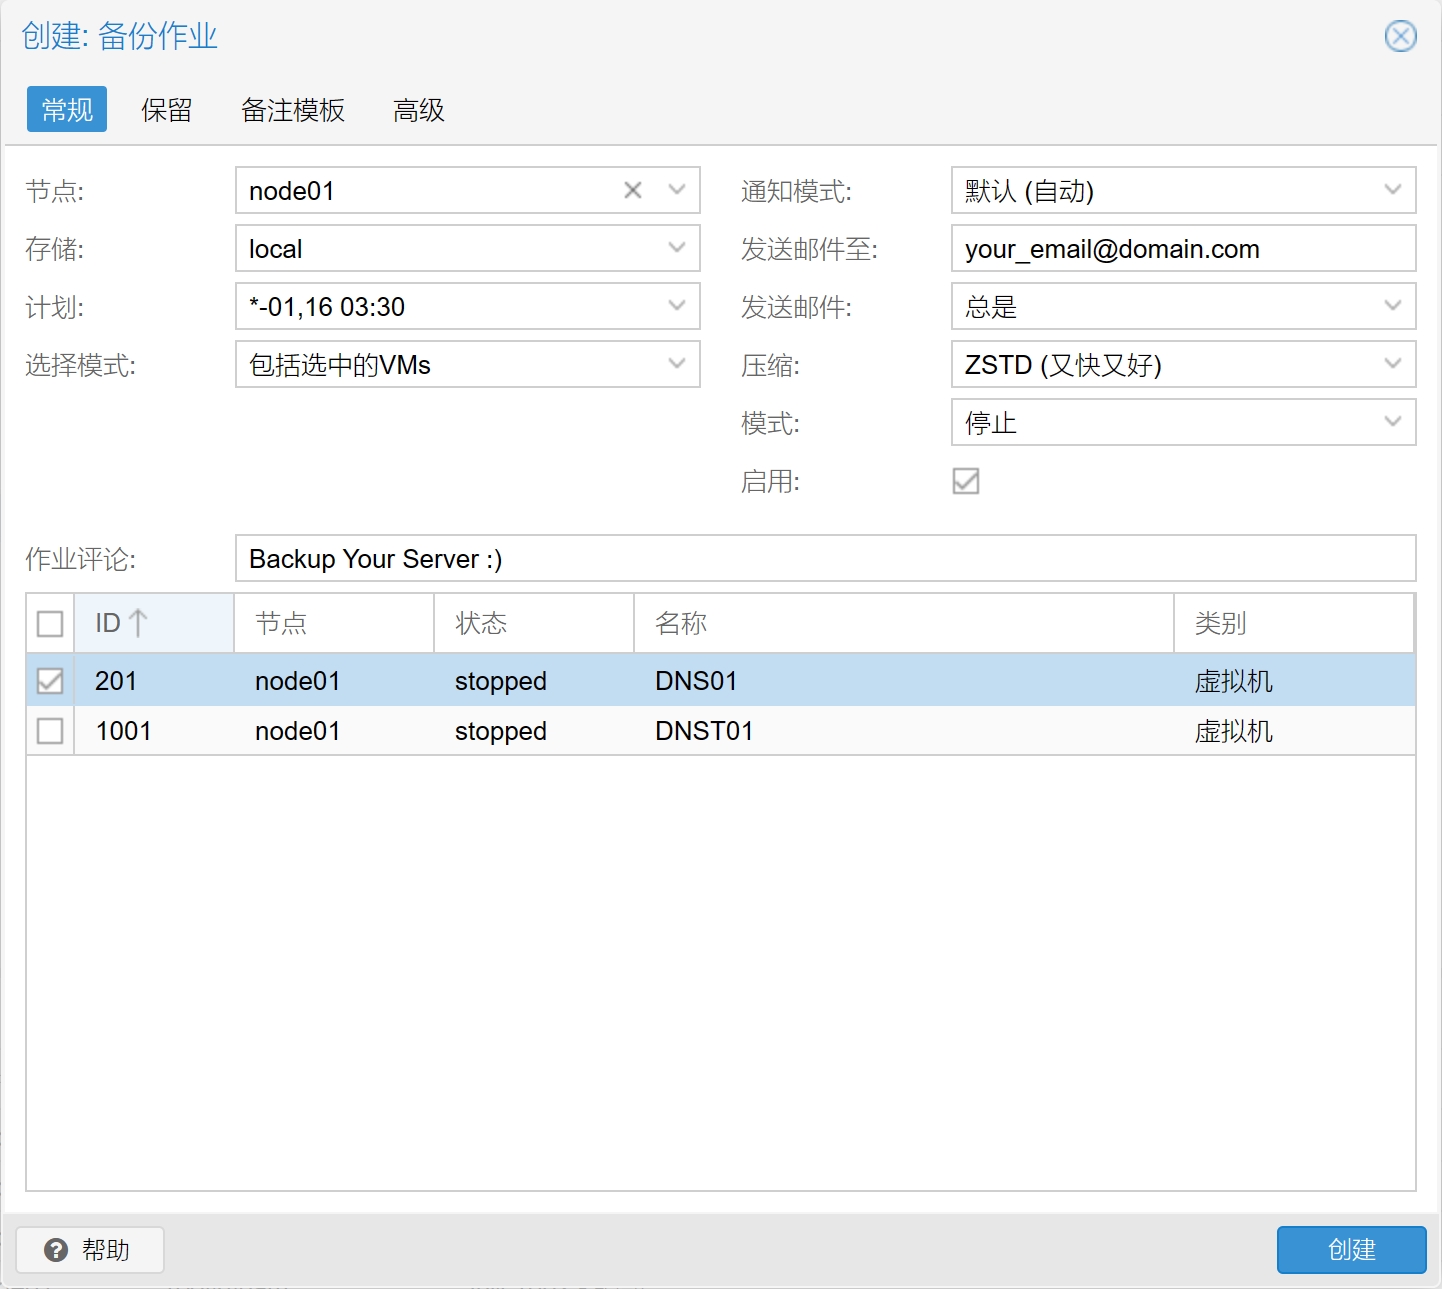 创建: 备份作业
常规 保留 备注模板 高级
节点: node01
存储: local
计划: *-01,16 03:30
选择模式: 包括选中的VMs
通知模式: 默认 (自动)
发送邮件至: your_email@domain.com
发送邮件: 总是
压缩: ZSTD (又快又好)
模式: 停止
启用:
作业评论: Backup Your Server :)
ID 节点 状态 名称 类别
201 node01 stopped DNS01 虚拟机
1001 node01 stopped DNST01 虚拟机
帮助 创建